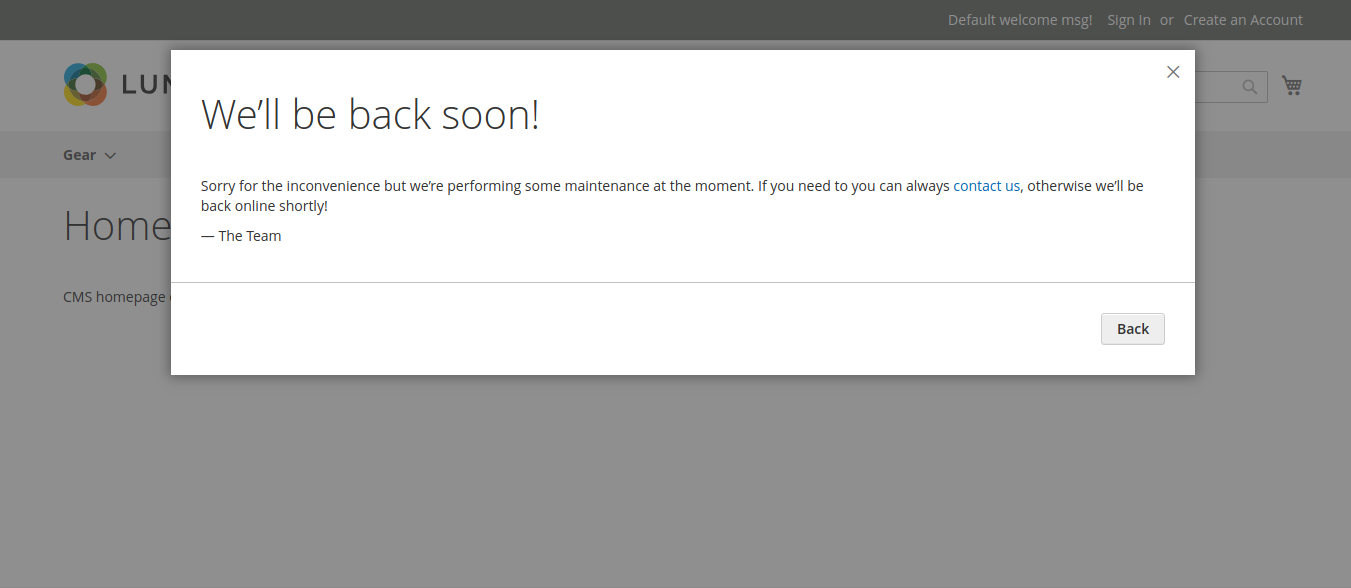 Default welcome msg! Sign In or Create an Account
LUN
Gear
Home
CMS homepage
We’ll be back soon!
Sorry for the inconvenience but we’re performing some maintenance at the moment. If you need to you can always contact us, otherwise we’ll be
back online shortly!
— The Team
Back